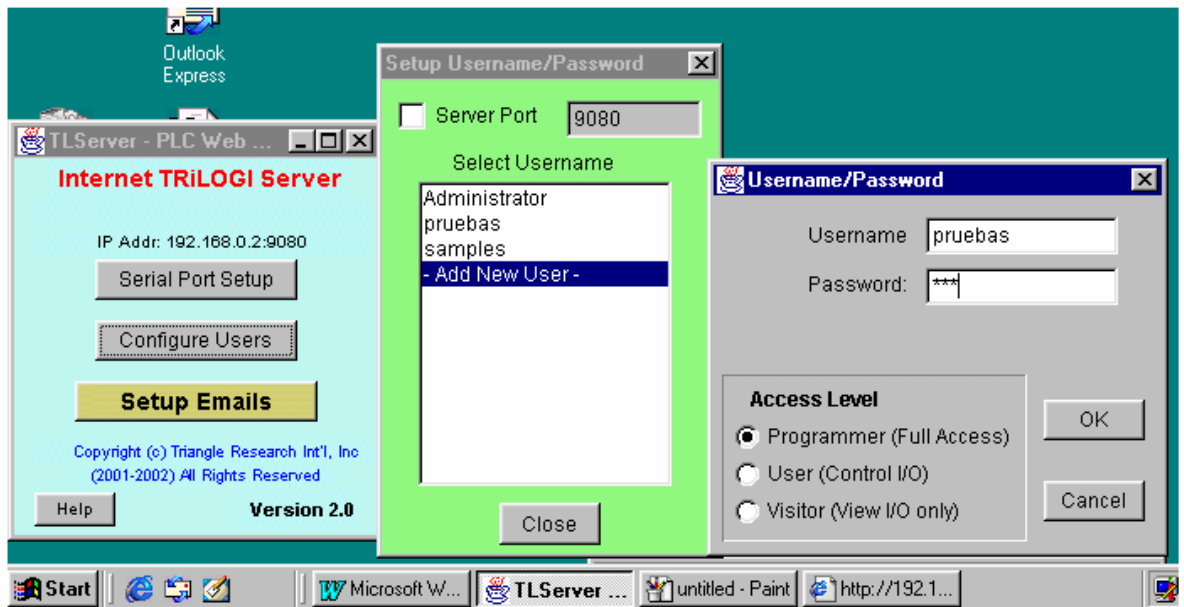 Outlook
Express
TLServer - PLC Web ...
Internet TRiLOGI Server
IP Addr: 192.168.0.2:9080
Serial Port Setup
Configure Users
Setup Emails
Copyright (c) Triangle Research Int'l, Inc
(2001-2002) All Rights Reserved
Help
Version 2.0
Setup Username/Password
Server Port 9080
Select Username
Administrator
pruebas
samples
- Add New User -
Close
Username/Password
Username pruebas
Password: ***
Access Level
Programmer (Full Access)
User (Control I/O)
Visitor (View I/O only)
OK
Cancel
Start
Microsoft W...
TLServer ...
untitled - Paint
http://192.1...